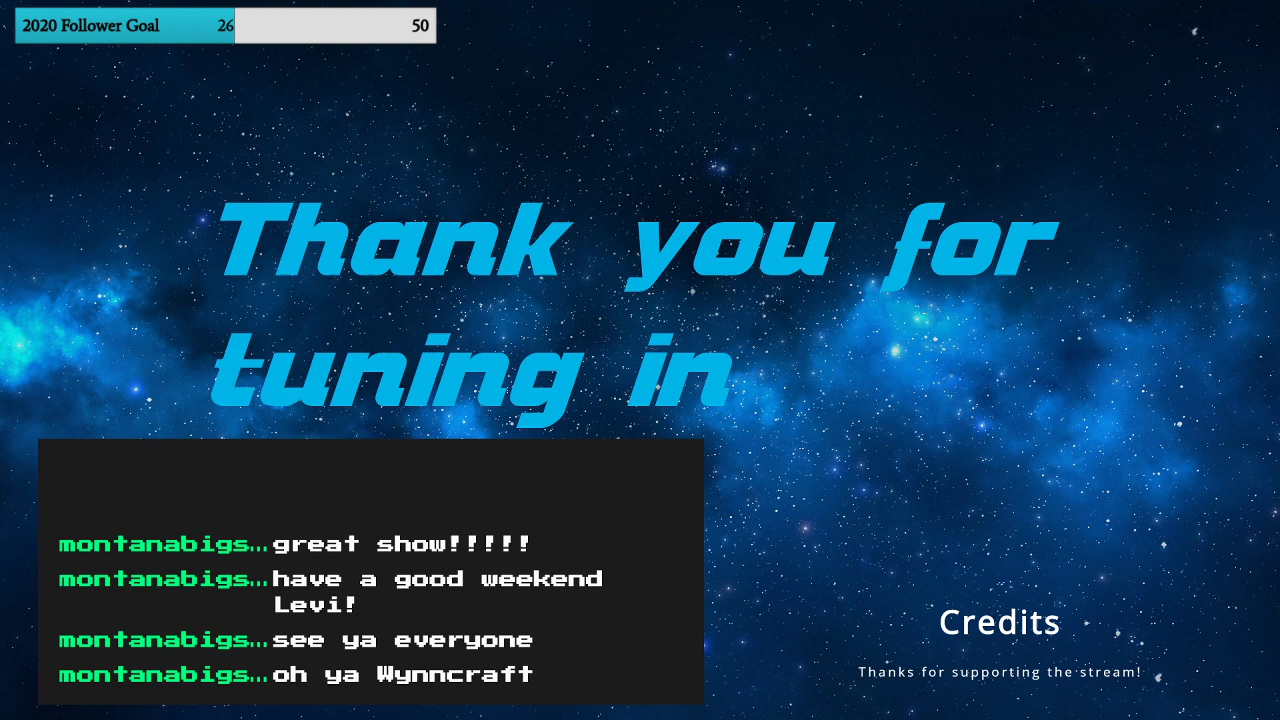 2020 Follower Goal 26 50
Thank you for
tuning in
montanabigs... great show!!!!!
montanabigs... have a good weekend
Levi!
montanabigs... see ya everyone
montanabigs... oh ya Wynncraft
Credits
Thanks for supporting the stream!